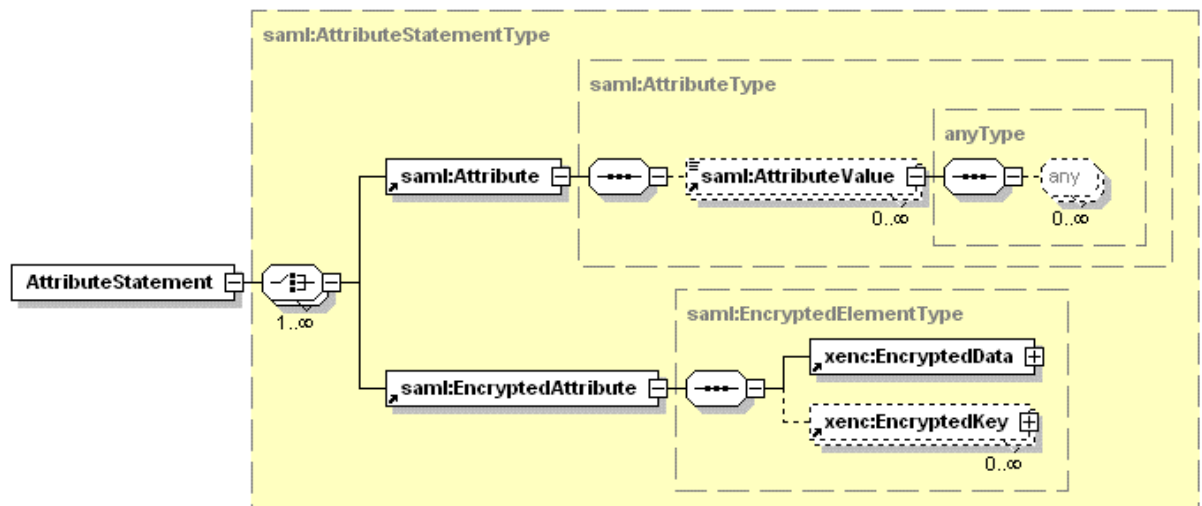 saml:AttributeStatementType
saml:AttributeType
anyType
saml:Attribute
saml:AttributeValue
any
0..∞
0..∞
AttributeStatement
1..∞
saml:EncryptedElementType
xenc:EncryptedData
saml:EncryptedAttribute
xenc:EncryptedKey
0..∞